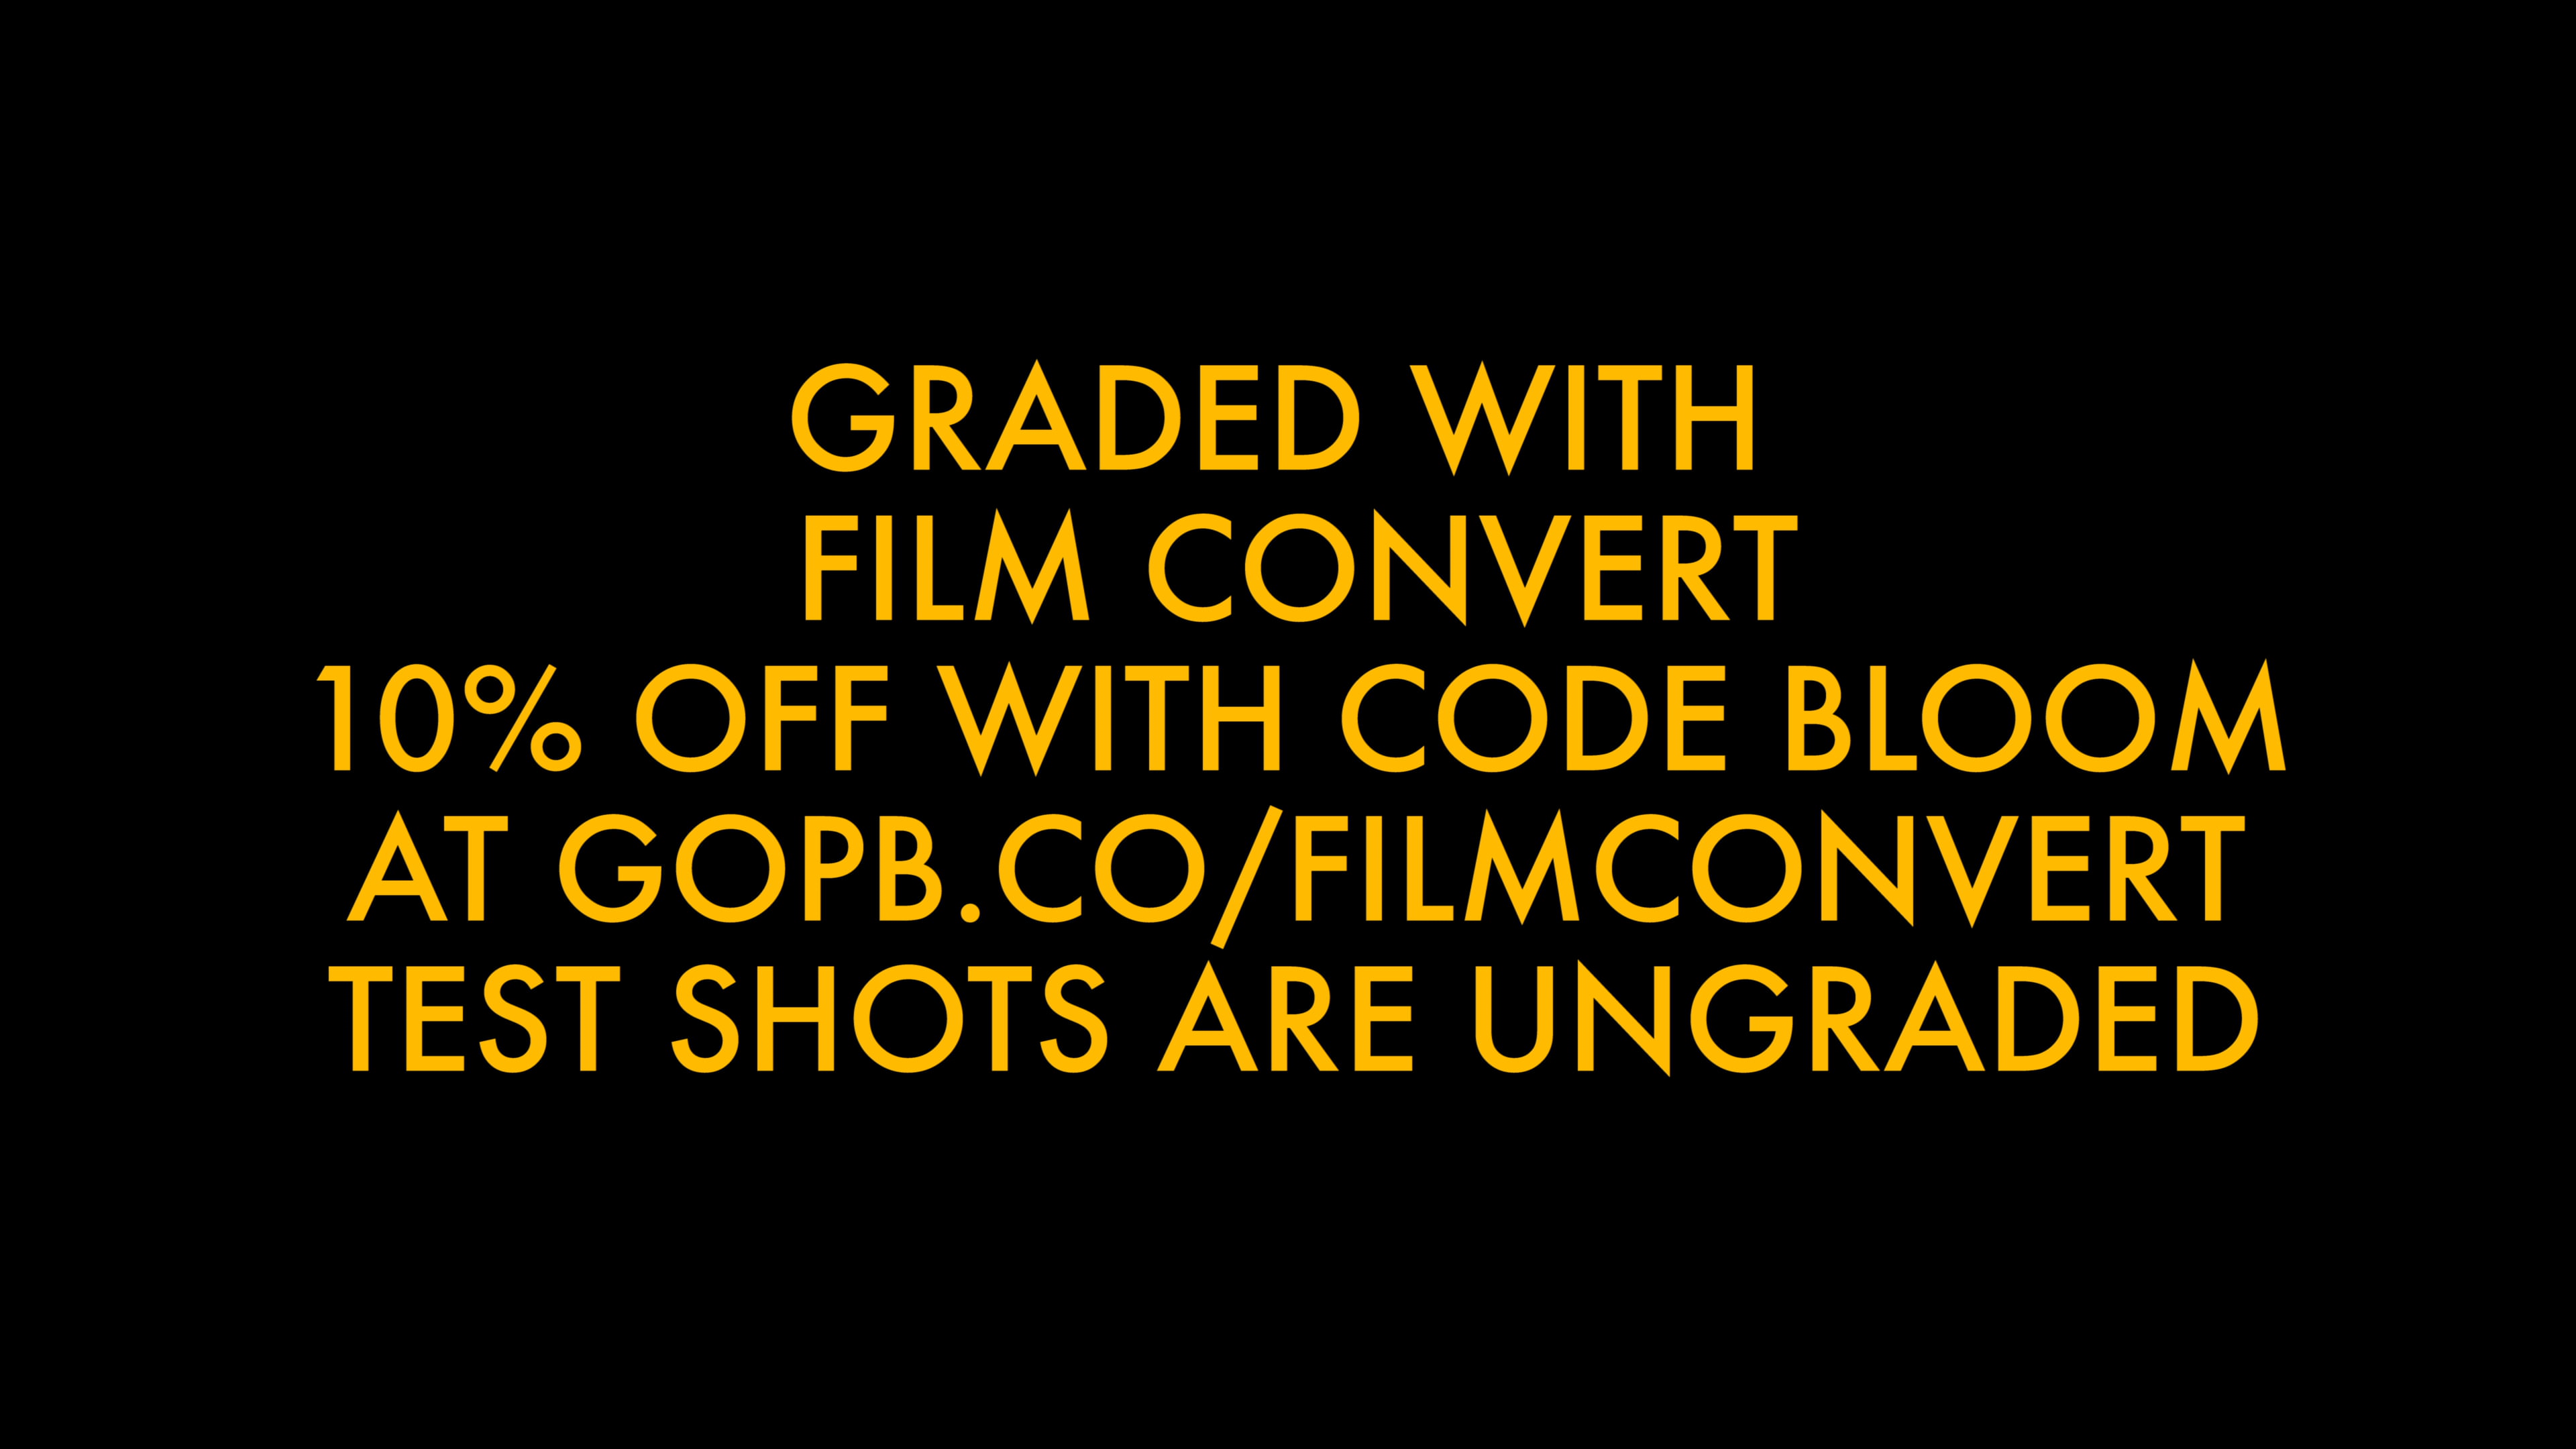 GRADED WITH
FILM CONVERT
10% OFF WITH CODE BLOOM
AT GOPB.CO/FILMCONVERT
TEST SHOTS ARE UNGRADED